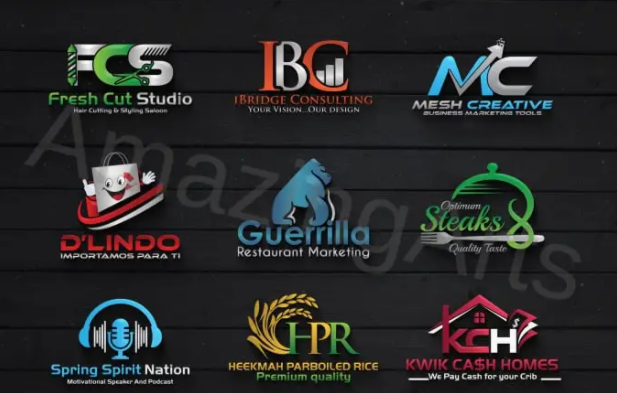 FCS
Fresh Cut Studio
Hair Cutting & Styling Saloon
IBC
iBridge Consulting
Your Vision...Our design
MC
MESH CREATIVE
BUSINESS MARKETING TOOLS
D'LINDO
IMPORTAMOS PARA TI
Guerrilla
Restaurant Marketing
Optimum
Steaks 8
Quality Taste
Spring Spirit Nation
Motivational Speaker And Podcast
HPR
HEEKMAH PARBOILED RICE
Premium quality
KCH
KWIK CA$H HOMES
We Pay Cash for your Crib
AmazingArts